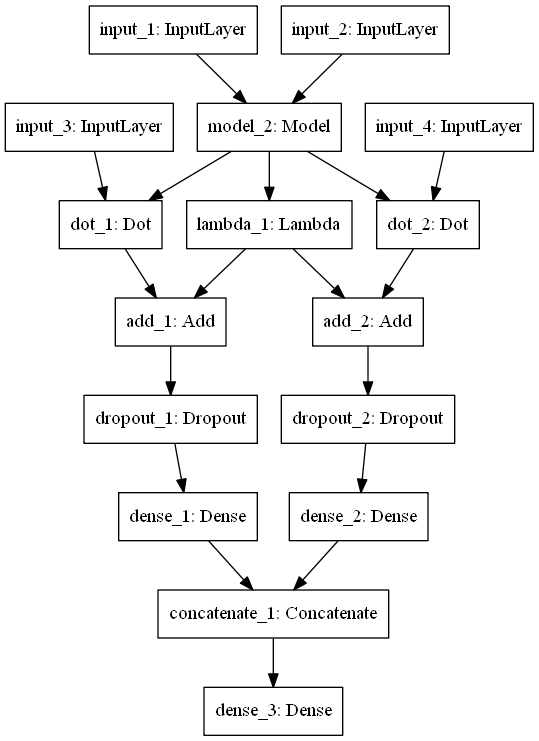 input_1: InputLayer
input_2: InputLayer
input_3: InputLayer
model_2: Model
input_4: InputLayer
dot_1: Dot
lambda_1: Lambda
dot_2: Dot
add_1: Add
add_2: Add
dropout_1: Dropout
dropout_2: Dropout
dense_1: Dense
dense_2: Dense
concatenate_1: Concatenate
dense_3: Dense